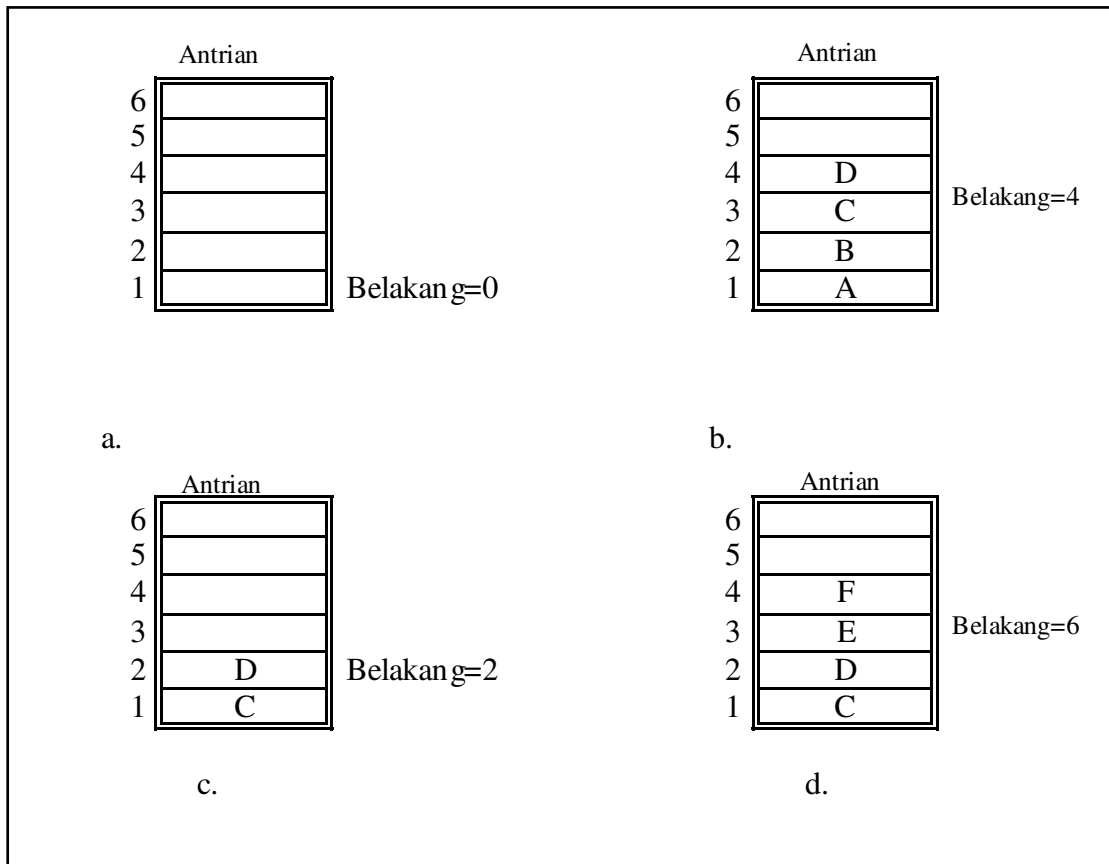 Antrian
6
5
4
3
2
1 Belakang=0
a.
Antrian
6
5
4 D
Belakang=4
3 C
2 B
1 A
b.
Antrian
6
5
4
3
2 D Belakang=2
1 C
c.
Antrian
6
5
4 F
3 E Belakang=6
2 D
1 C
d.